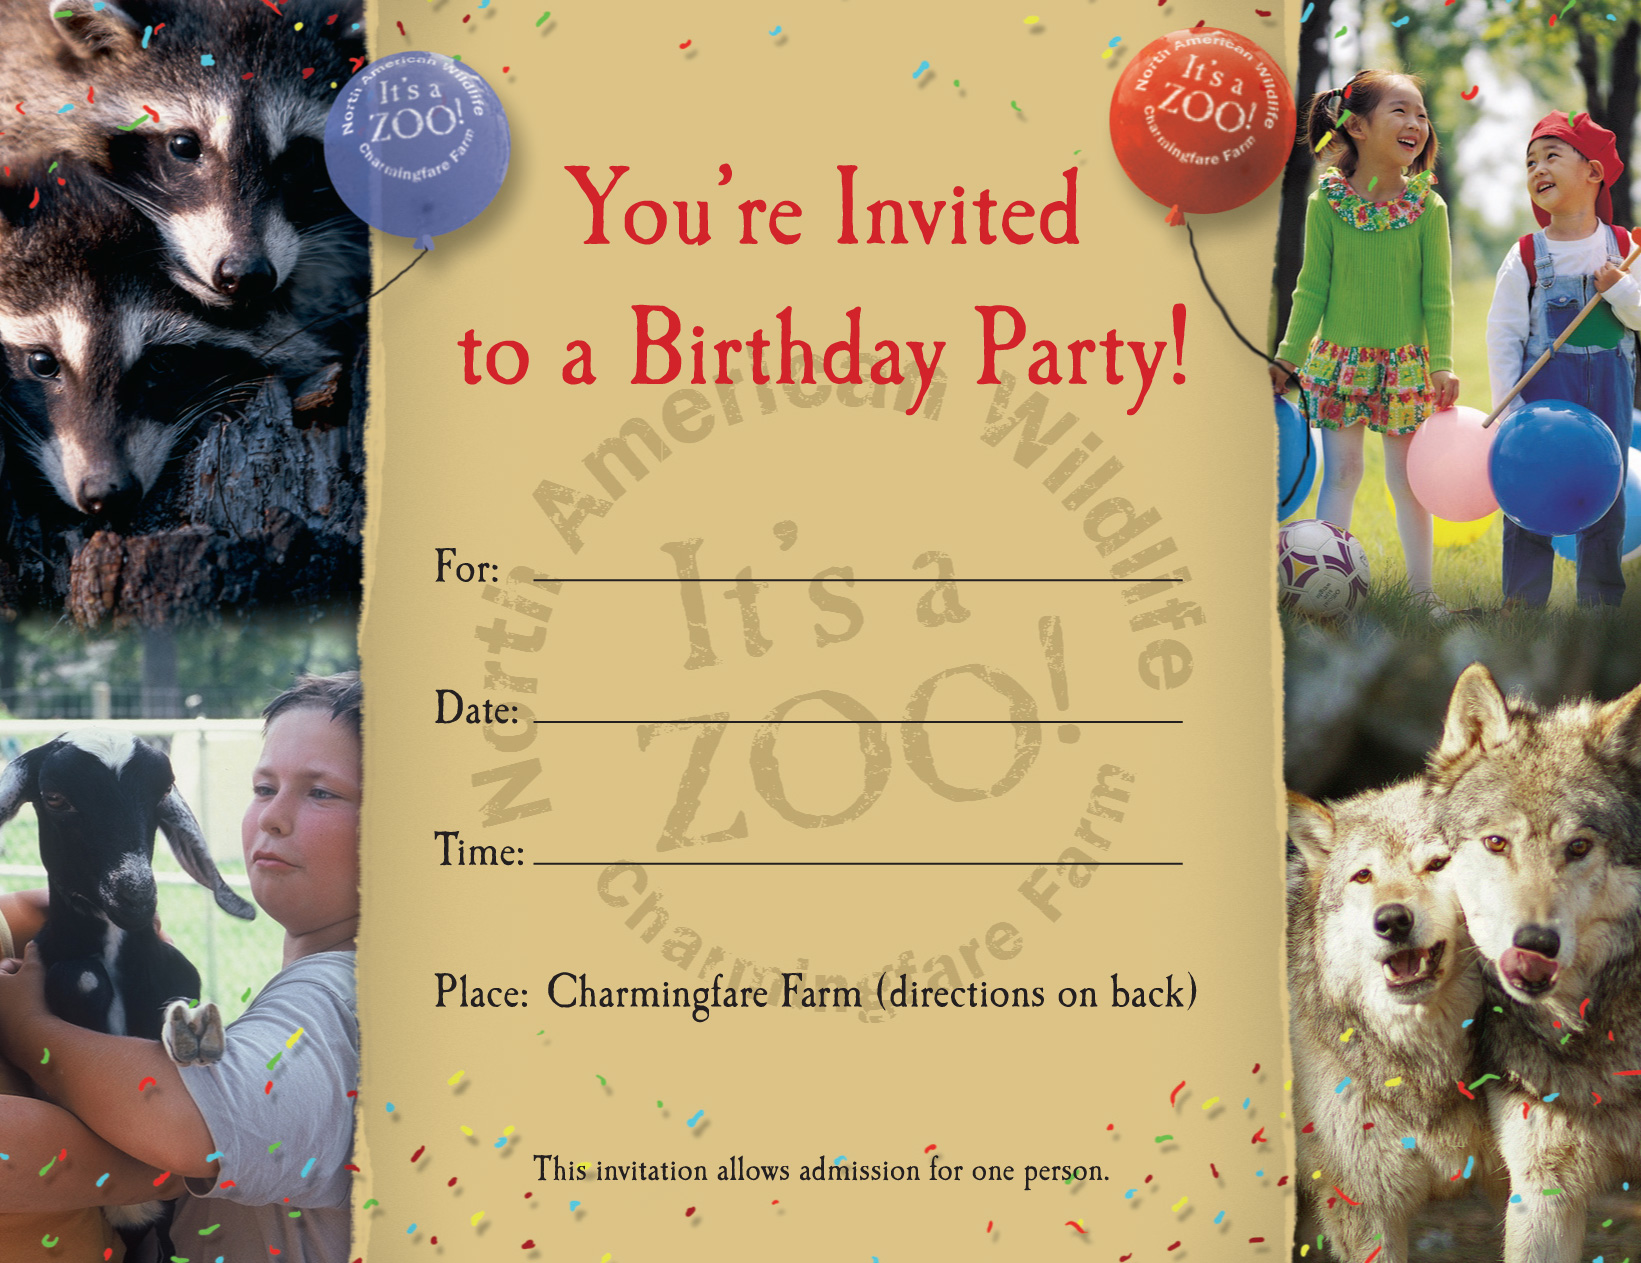 North American Wildlife
It's a
ZOO!
Charmingfare Farm
North American Wildlife
It's a
ZOO!
Charmingfare Farm
You're Invited
to a Birthday Party!
North American Wildlife
It's a
ZOO!
Charmingfare Farm
For:
Date:
Time:
Place: Charmingfare Farm (directions on back)
This invitation allows admission for one person.